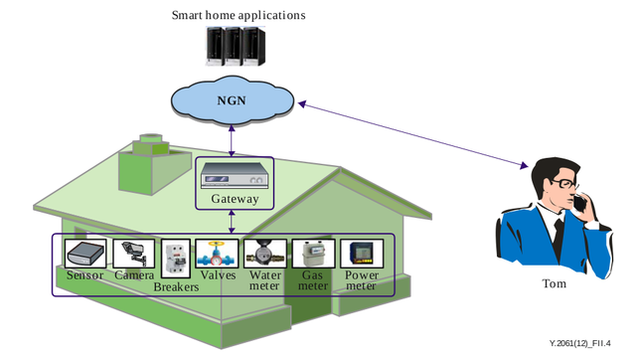 Smart home applications
NGN
Gateway
Sensor
Camera
Breakers
Valves
Water
meter
Gas
meter
Power
meter
Tom
Y.2061(12)_FII.4